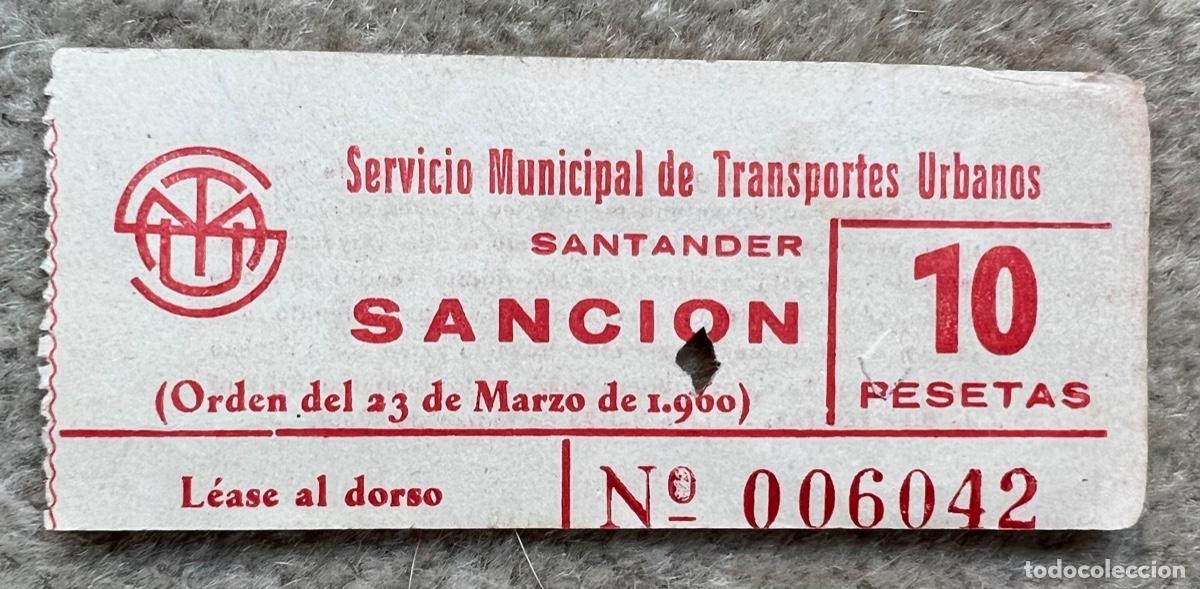 Servicio Municipal de Transportes Urbanos
SANTANDER
SANCION
(Orden del 23 de Marzo de 1.960)
10
PESETAS
Léase al dorso
Nº 006042
todocoleccion